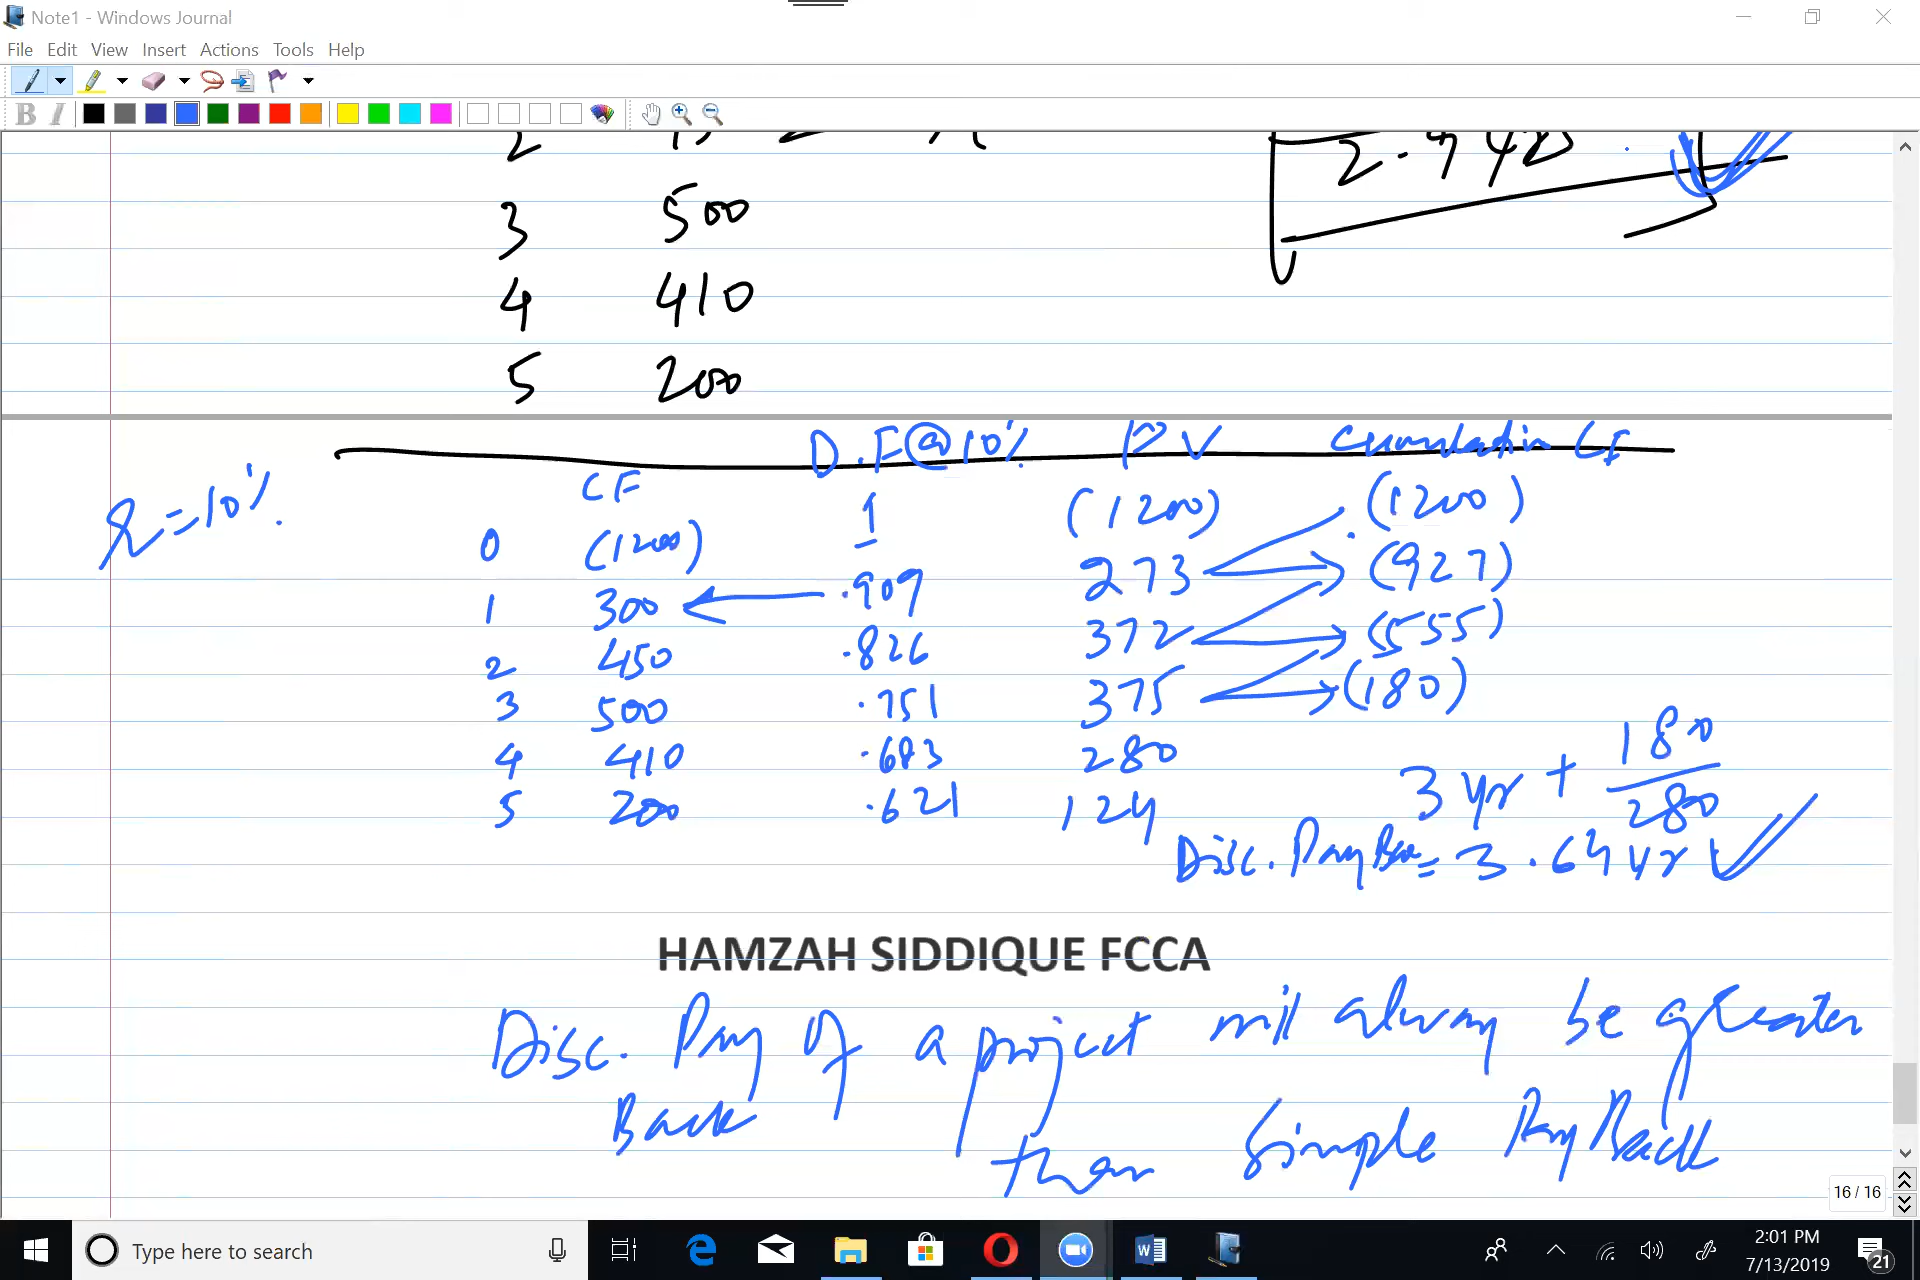 Note1 - Windows Journal
File Edit View Insert Actions Tools Help
B I
2
3 500
4 410
5 200
D.F@10% PV Cumulative CF
r=10%
CF
0 (1200) 1 (1200) (1200)
1 300 .909 273 (927)
2 450 .826 372 (555)
3 500 .751 375 (180)
4 410 .683 280
5 200 .621 124
3 yr + 180
280
Disc. Pay Bac = 3.64 yr
HAMZAH SIDDIQUE FCCA
Disc. Pay Of a project will always be greater
Back than Simple Pay Back
16 / 16
Type here to search
2:01 PM
7/13/2019
21